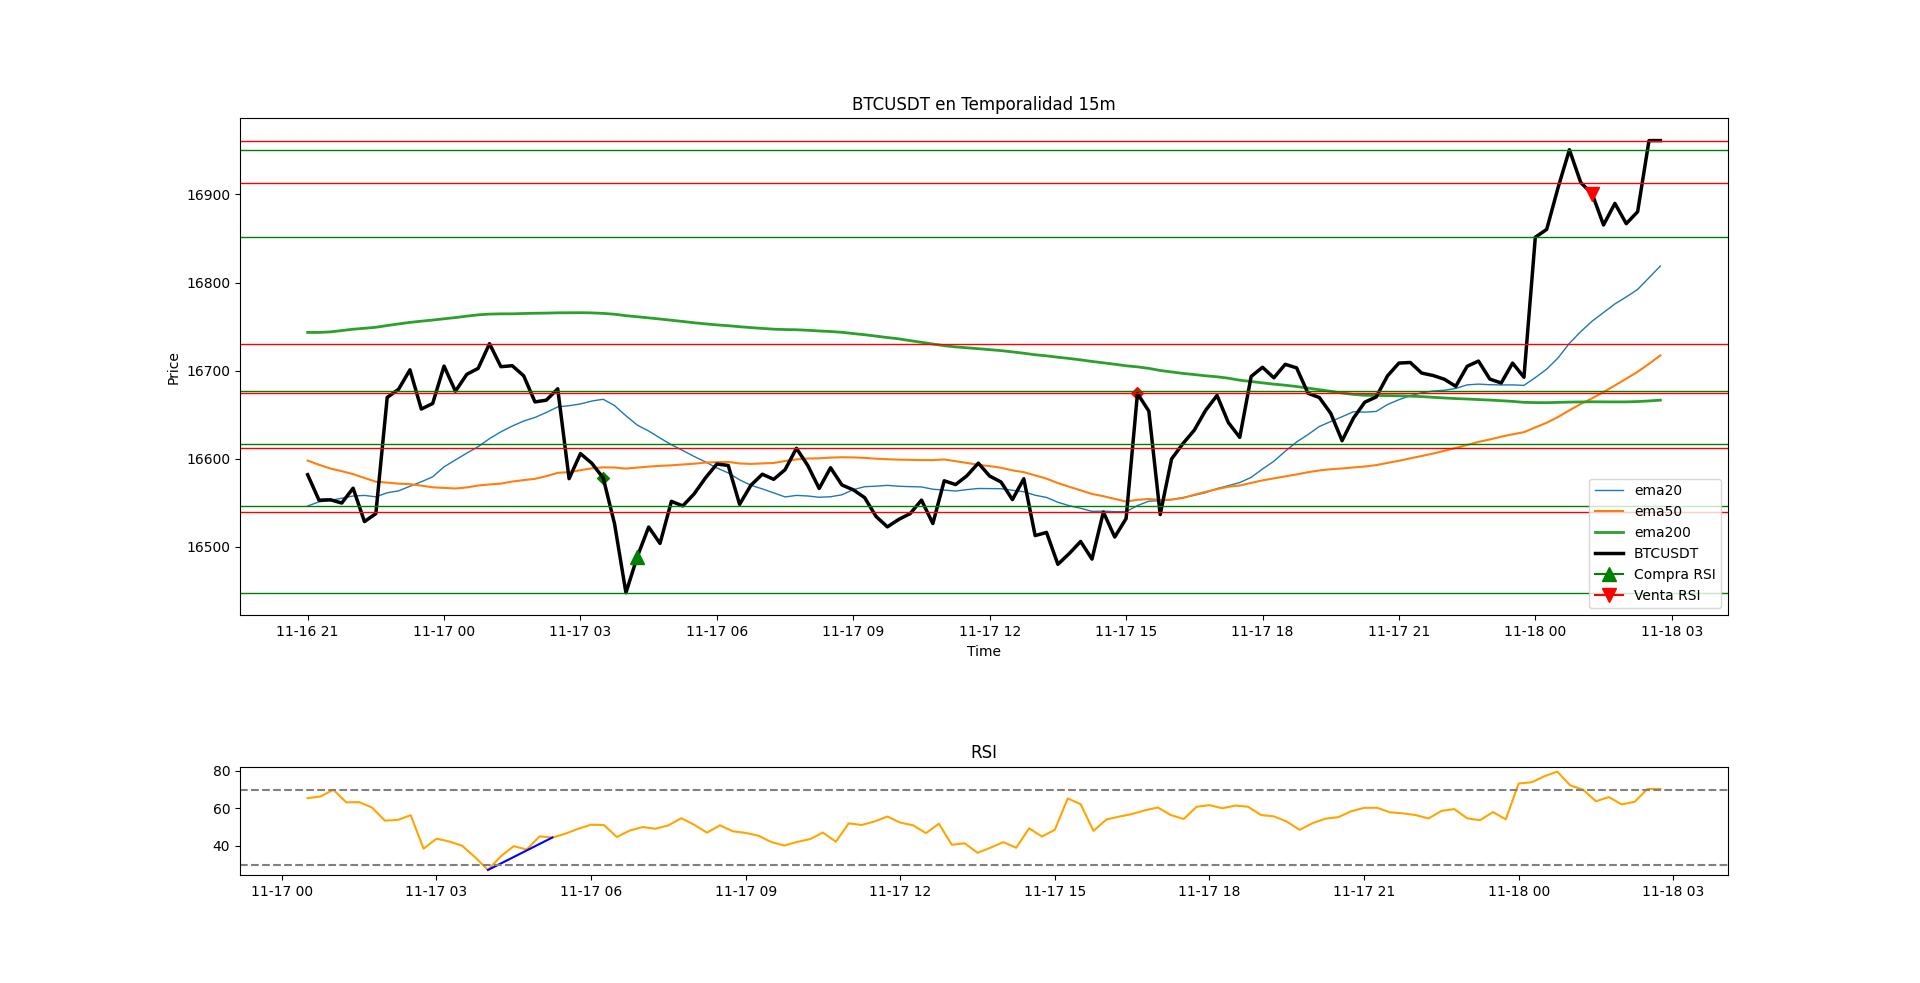 BTCUSDT en Temporalidad 15m
16900
16800
16700
16600
16500
Price
ema20
ema50
ema200
BTCUSDT
Compra RSI
Venta RSI
11-16 21 11-17 00 11-17 03 11-17 06 11-17 09 11-17 12 11-17 15 11-17 18 11-17 21 11-18 00 11-18 03
Time
RSI
80
60
40
11-17 00 11-17 03 11-17 06 11-17 09 11-17 12 11-17 15 11-17 18 11-17 21 11-18 00 11-18 03